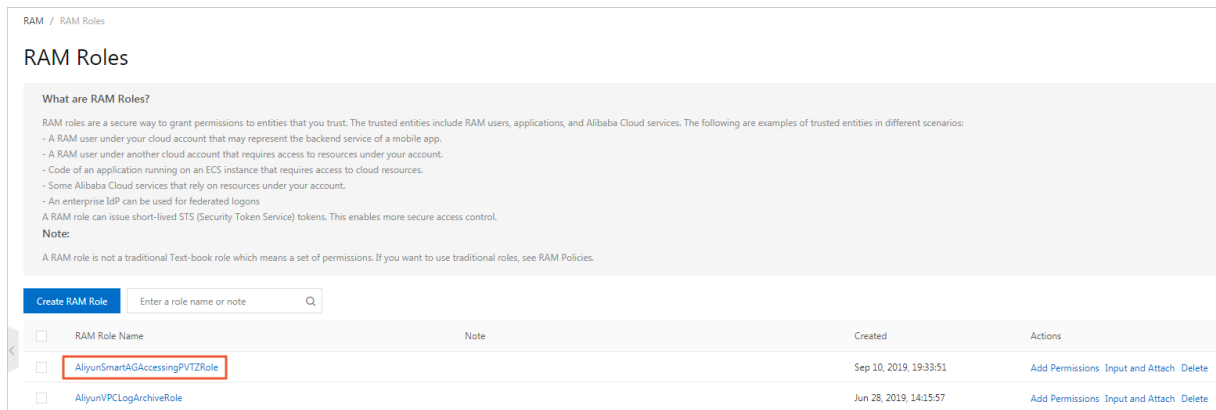 RAM / RAM Roles
RAM Roles
What are RAM Roles?
RAM roles are a secure way to grant permissions to entities that you trust. The trusted entities include RAM users, applications, and Alibaba Cloud services. The following are examples of trusted entities in different scenarios:
- A RAM user under your cloud account that may represent the backend service of a mobile app.
- A RAM user under another cloud account that requires access to resources under your account.
- Code of an application running on an ECS instance that requires access to cloud resources.
- Some Alibaba Cloud services that rely on resources under your account.
- An enterprise IdP can be used for federated logons
A RAM role can issue short-lived STS (Security Token Service) tokens. This enables more secure access control.
Note:
A RAM role is not a traditional Text-book role which means a set of permissions. If you want to use traditional roles, see RAM Policies.
Create RAM Role Enter a role name or note
RAM Role Name Note Created Actions
AliyunSmartAGAccessingPVTZRole Sep 10, 2019, 19:33:51 Add Permissions Input and Attach Delete
AliyunVPCLogArchiveRole Jun 28, 2019, 14:15:57 Add Permissions Input and Attach Delete